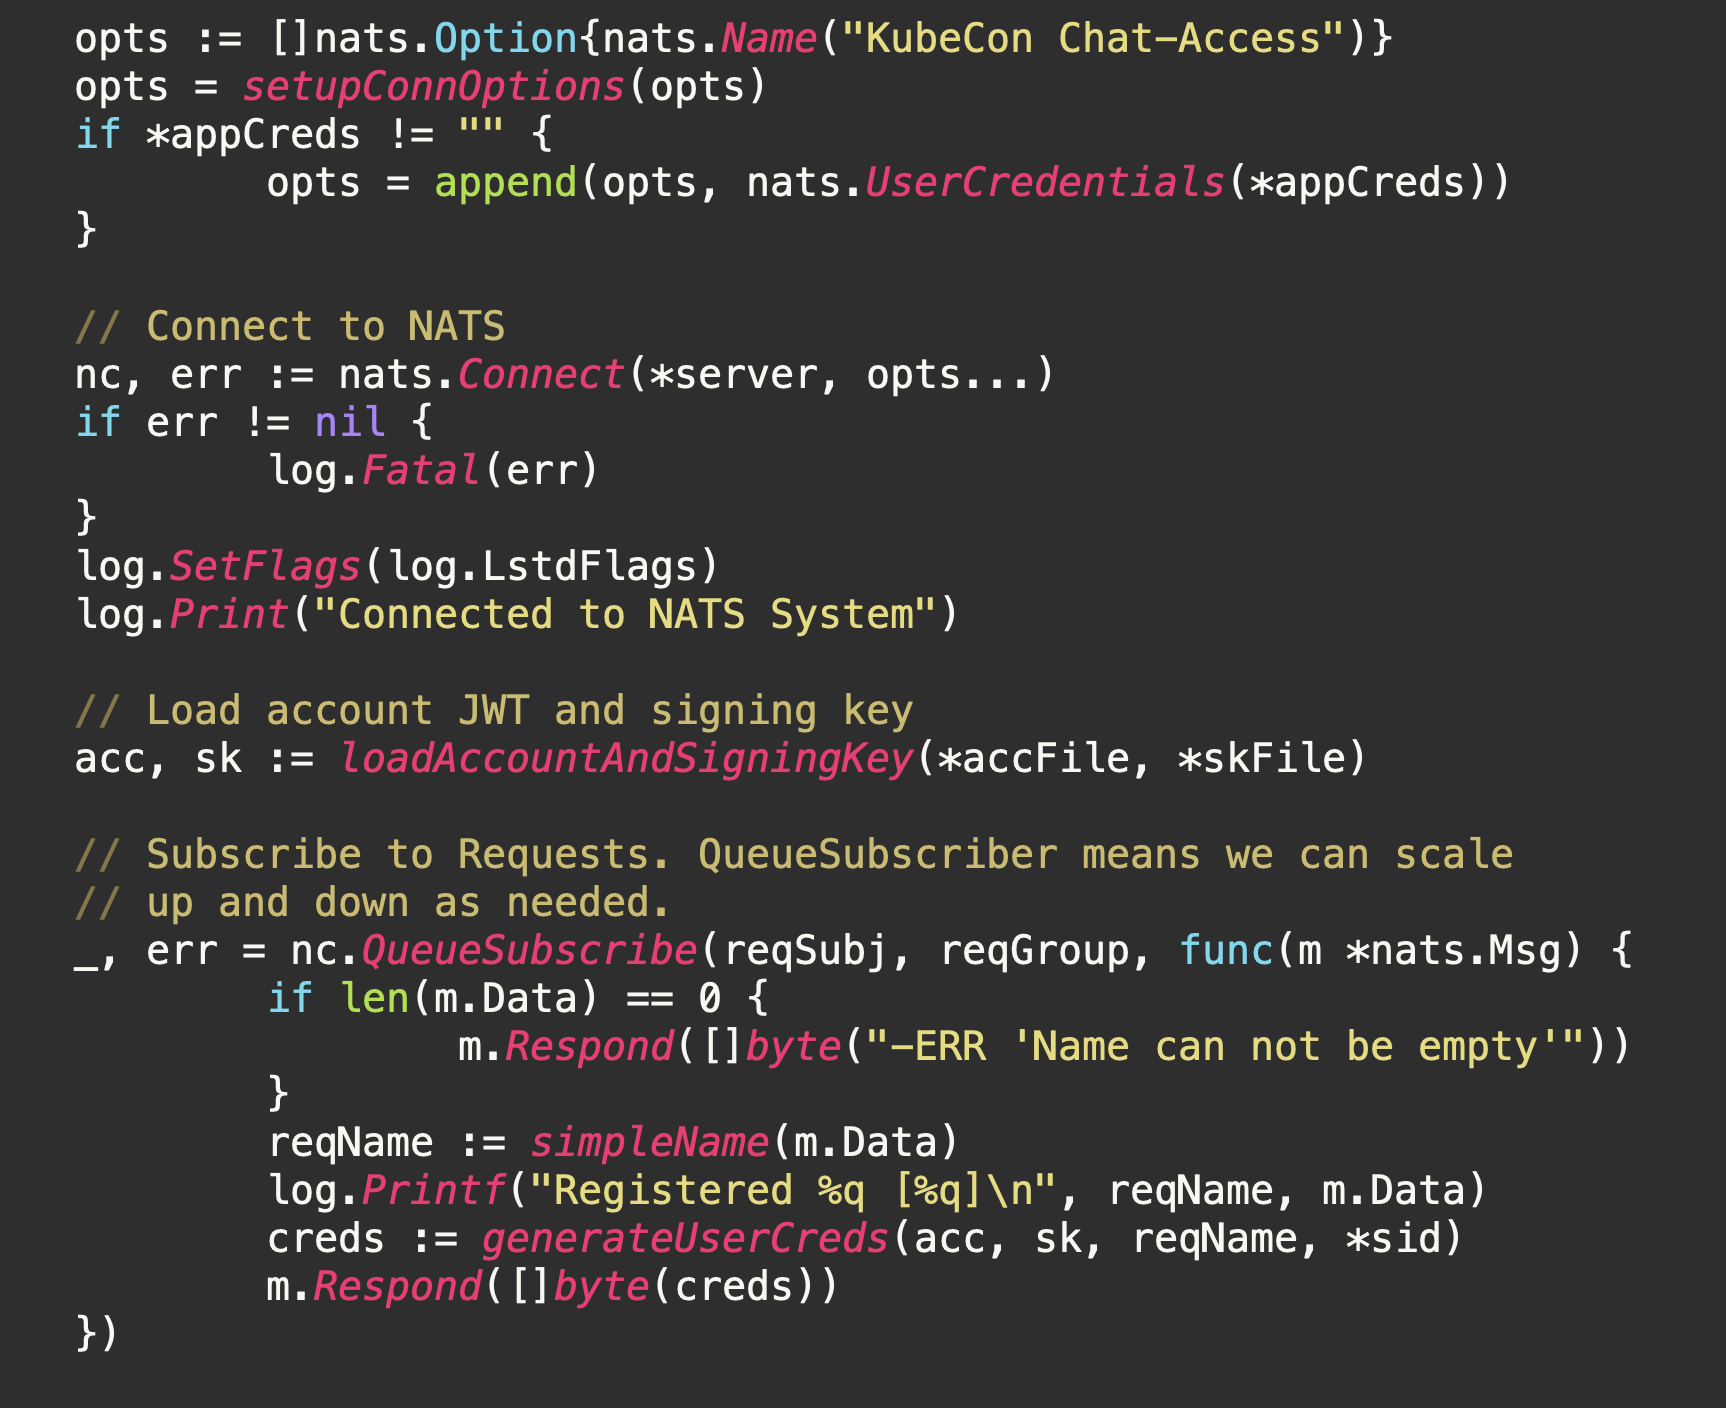 opts := []nats.Option{nats.Name("KubeCon Chat-Access")}
opts = setupConnOptions(opts)
if *appCreds != "" {
        opts = append(opts, nats.UserCredentials(*appCreds))
}

// Connect to NATS
nc, err := nats.Connect(*server, opts...)
if err != nil {
        log.Fatal(err)
}
log.SetFlags(log.LstdFlags)
log.Print("Connected to NATS System")

// Load account JWT and signing key
acc, sk := loadAccountAndSigningKey(*accFile, *skFile)

// Subscribe to Requests. QueueSubscriber means we can scale
// up and down as needed.
_, err = nc.QueueSubscribe(reqSubj, reqGroup, func(m *nats.Msg) {
        if len(m.Data) == 0 {
                m.Respond([]byte("-ERR 'Name can not be empty'"))
        }
        reqName := simpleName(m.Data)
        log.Printf("Registered %q [%q]\n", reqName, m.Data)
        creds := generateUserCreds(acc, sk, reqName, *sid)
        m.Respond([]byte(creds))
})